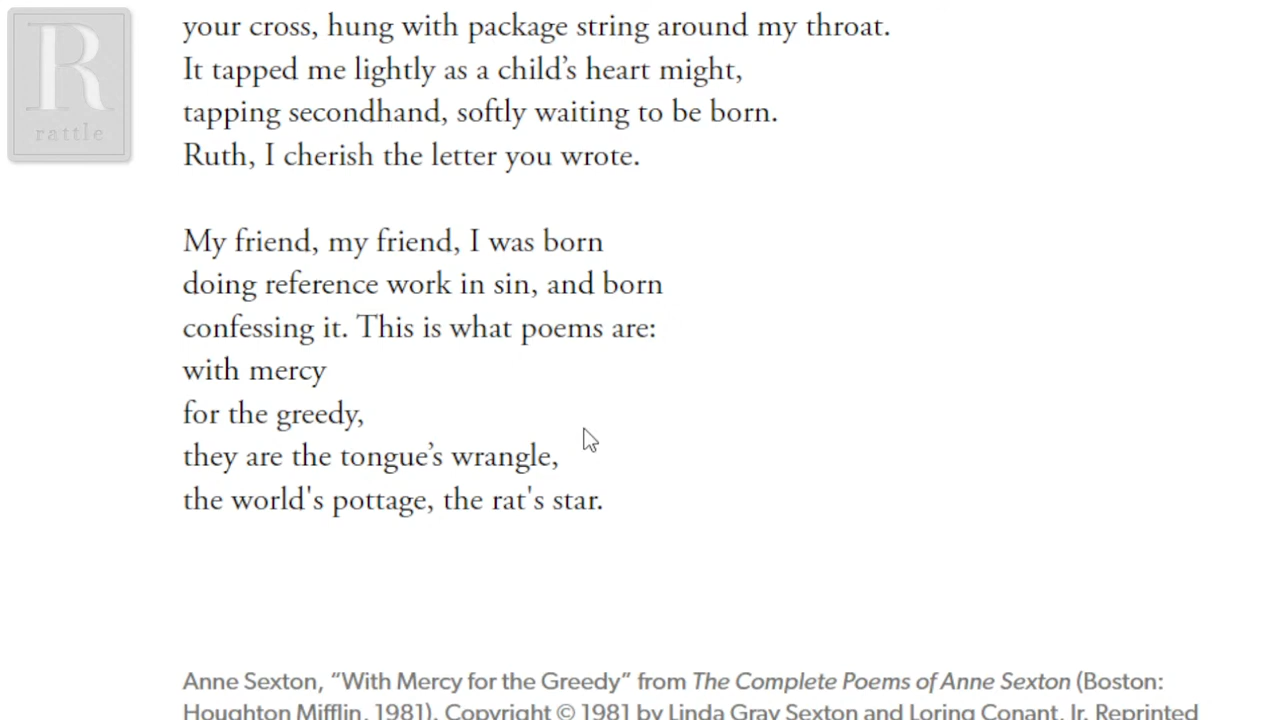 R
rattle
your cross, hung with package string around my throat.
It tapped me lightly as a child’s heart might,
tapping secondhand, softly waiting to be born.
Ruth, I cherish the letter you wrote.
My friend, my friend, I was born
doing reference work in sin, and born
confessing it. This is what poems are:
with mercy
for the greedy,
they are the tongue’s wrangle,
the world's pottage, the rat's star.
Anne Sexton, “With Mercy for the Greedy” from The Complete Poems of Anne Sexton (Boston:
Houghton Mifflin, 1981). Copyright © 1981 by Linda Gray Sexton and Loring Conant, Jr. Reprinted